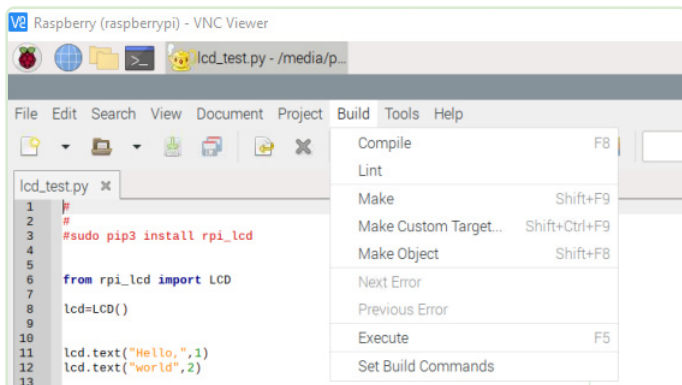 V2 Raspberry (raspberrypi) - VNC Viewer
>_ lcd_test.py - /media/p...
File Edit Search View Document Project Build Tools Help
Compile F8
Lint
lcd_test.py ×
Make Shift+F9
Make Custom Target... Shift+Ctrl+F9
Make Object Shift+F8
Next Error
Previous Error
Execute F5
Set Build Commands
1 #
2 #
3 #sudo pip3 install rpi_lcd
4
5
6 from rpi_lcd import LCD
7
8 lcd=LCD()
9
10
11 lcd.text("Hello,",1)
12 lcd.text("world",2)
13